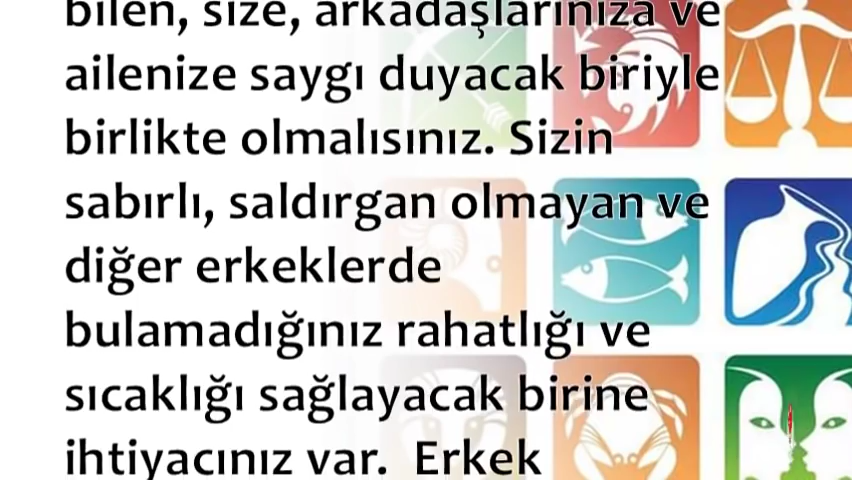 bilen, size, arkadaşlarınıza ve
ailenize saygı duyacak biriyle
birlikte olmalısınız. Sizin
sabırlı, saldırgan olmayan ve
diğer erkeklerde
bulamadığınız rahatlığı ve
sıcaklığı sağlayacak birine
ihtiyacınız var.  Erkek